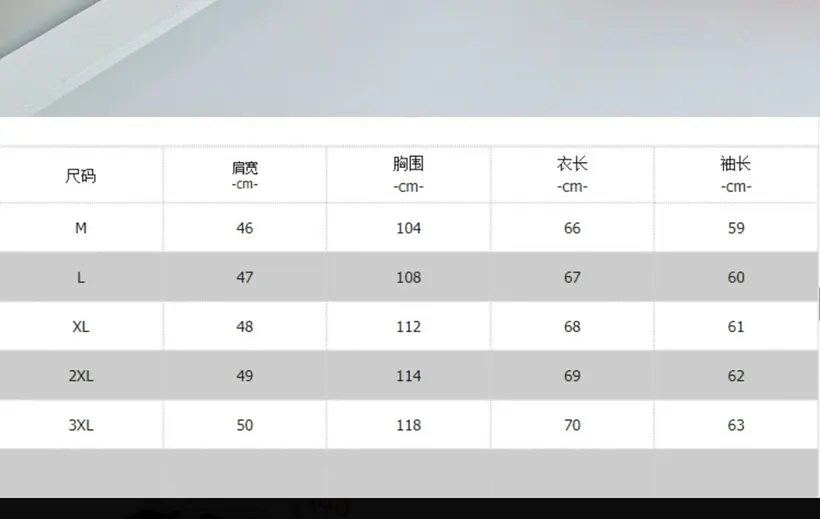 尺码 肩宽 胸围 衣长 袖长
-cm- -cm- -cm- -cm-
M 46 104 66 59
L 47 108 67 60
XL 48 112 68 61
2XL 49 114 69 62
3XL 50 118 70 63